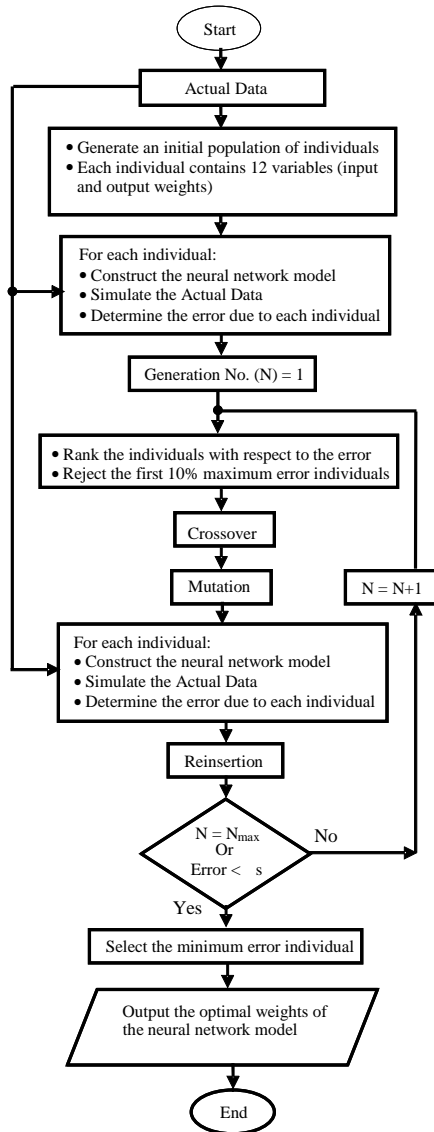 Start
Actual Data
• Generate an initial population of individuals
• Each individual contains 12 variables (input
and output weights)
For each individual:
• Construct the neural network model
• Simulate the Actual Data
• Determine the error due to each individual
Generation No. (N) = 1
• Rank the individuals with respect to the error
• Reject the first 10% maximum error individuals
Crossover
Mutation
N = N+1
For each individual:
• Construct the neural network model
• Simulate the Actual Data
• Determine the error due to each individual
Reinsertion
N = Nmax
Or
Error < s
No
Yes
Select the minimum error individual
Output the optimal weights of
the neural network model
End